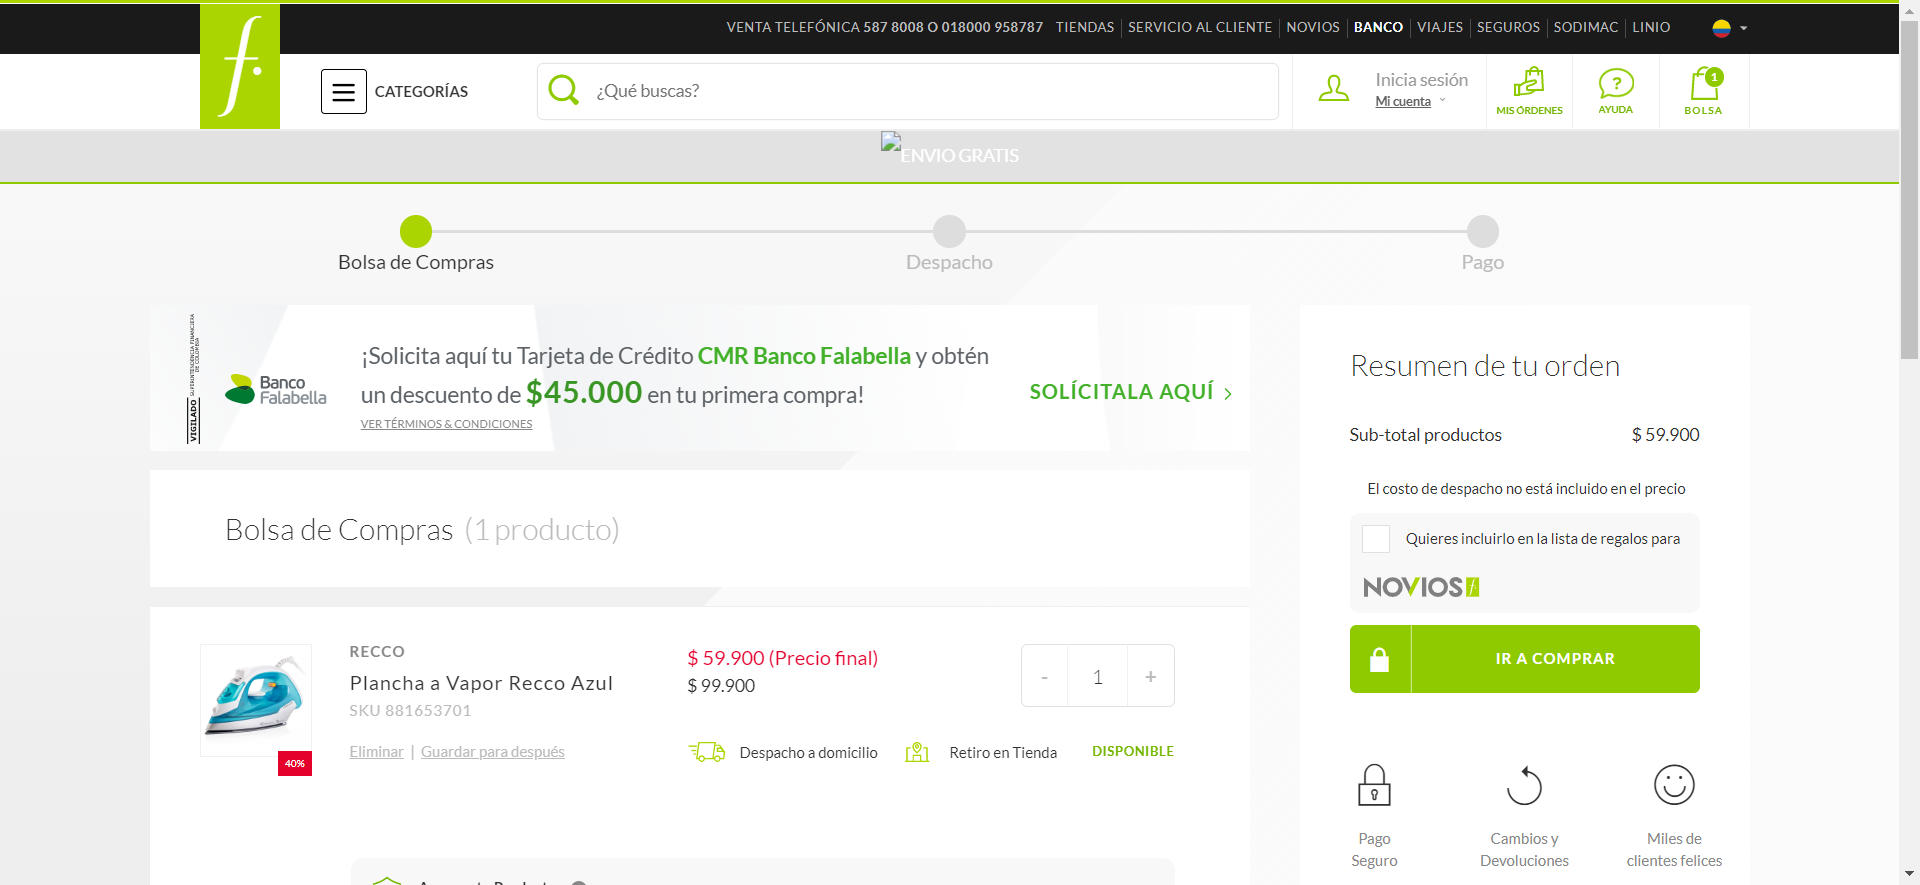 VENTA TELEFÓNICA 587 8008 O 018000 958787 TIENDAS SERVICIO AL CLIENTE NOVIOS BANCO VIAJES SEGUROS SODIMAC LINIO
f.
CATEGORÍAS
¿Qué buscas?
Inicia sesión
Mi cuenta
MIS ÓRDENES
?
AYUDA
1
BOLSA
ENVIO GRATIS
Bolsa de Compras
Despacho
Pago
VIGILADO SUPERINTENDENCIA FINANCIERA
DE COLOMBIA
Banco
Falabella
¡Solicita aquí tu Tarjeta de Crédito CMR Banco Falabella y obtén
un descuento de $45.000 en tu primera compra!
VER TÉRMINOS & CONDICIONES
SOLÍCITALA AQUÍ >
Bolsa de Compras (1 producto)
RECCO
Plancha a Vapor Recco Azul
SKU 881653701
Eliminar | Guardar para después
40%
$ 59.900 (Precio final)
$ 99.900
- 1 +
Despacho a domicilio
Retiro en Tienda
DISPONIBLE
Resumen de tu orden
Sub-total productos $ 59.900
El costo de despacho no está incluido en el precio
Quieres incluirlo en la lista de regalos para
NOVIOS f.
IR A COMPRAR
Pago
Seguro
Cambios y
Devoluciones
Miles de
clientes felices